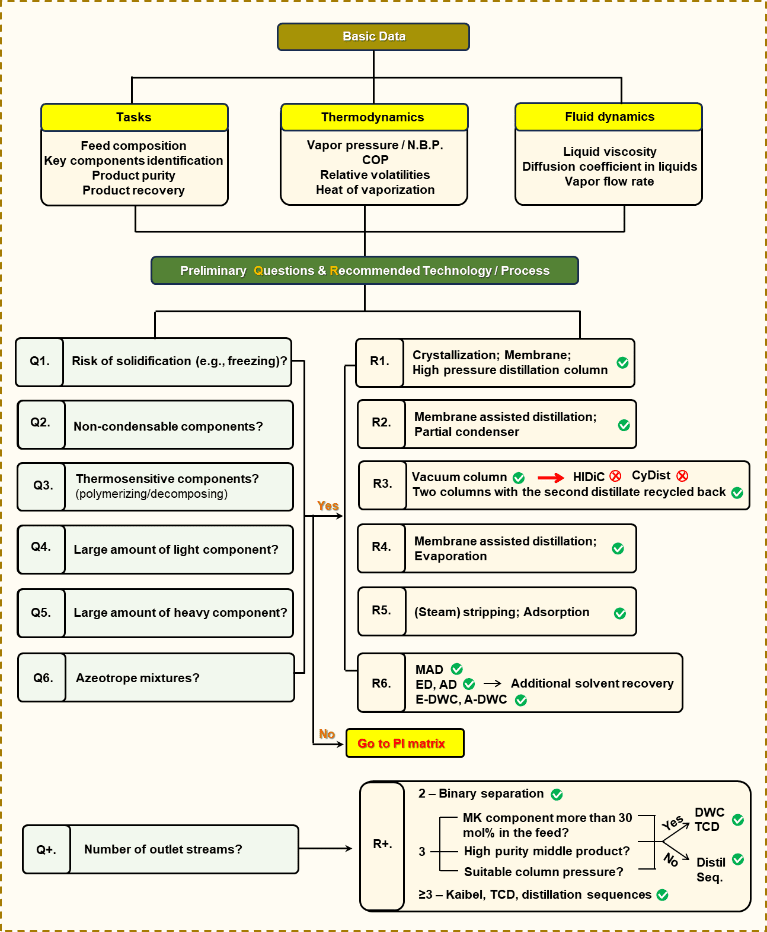 Basic Data
Tasks
Feed composition
Key components identification
Product purity
Product recovery
Thermodynamics
Vapor pressure / N.B.P.
COP
Relative volatilities
Heat of vaporization
Fluid dynamics
Liquid viscosity
Diffusion coefficient in liquids
Vapor flow rate
Preliminary Questions & Recommended Technology / Process
Q1. Risk of solidification (e.g., freezing)?
Q2. Non-condensable components?
Q3. Thermosensitive components?
(polymerizing/decomposing)
Q4. Large amount of light component?
Q5. Large amount of heavy component?
Q6. Azeotrope mixtures?
Yes
No
Go to PI matrix
R1. Crystallization; Membrane;
High pressure distillation column
R2. Membrane assisted distillation;
Partial condenser
R3. Vacuum column HIDiC CyDist
Two columns with the second distillate recycled back
R4. Membrane assisted distillation;
Evaporation
R5. (Steam) stripping; Adsorption
R6. MAD
ED, AD Additional solvent recovery
E-DWC, A-DWC
Q+. Number of outlet streams?
R+.
2 – Binary separation
3
MK component more than 30
mol% in the feed?
High purity middle product?
Suitable column pressure?
Yes
DWC
TCD
No
Distil
Seq.
≥3 – Kaibel, TCD, distillation sequences